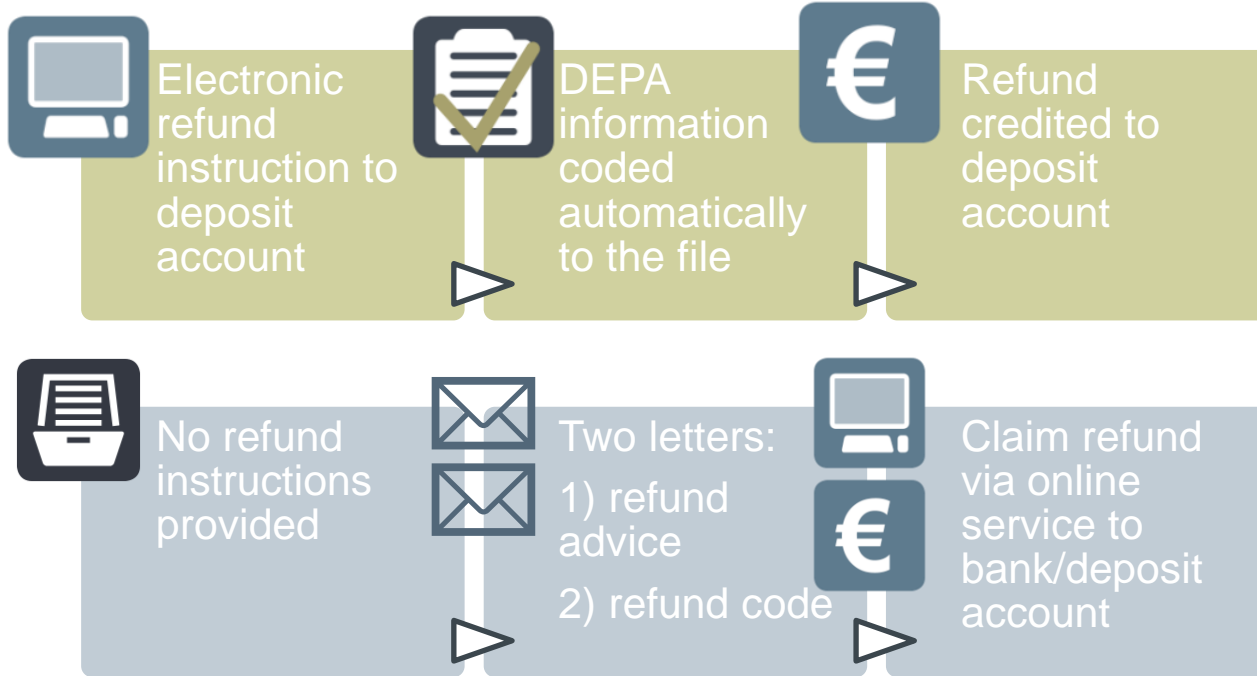 Electronic
refund
instruction to
deposit
account
DEPA
information
coded
automatically
to the file
€
Refund
credited to
deposit
account
No refund
instructions
provided
Two letters:
1) refund
advice
2) refund code
€
Claim refund
via online
service to
bank/deposit
account